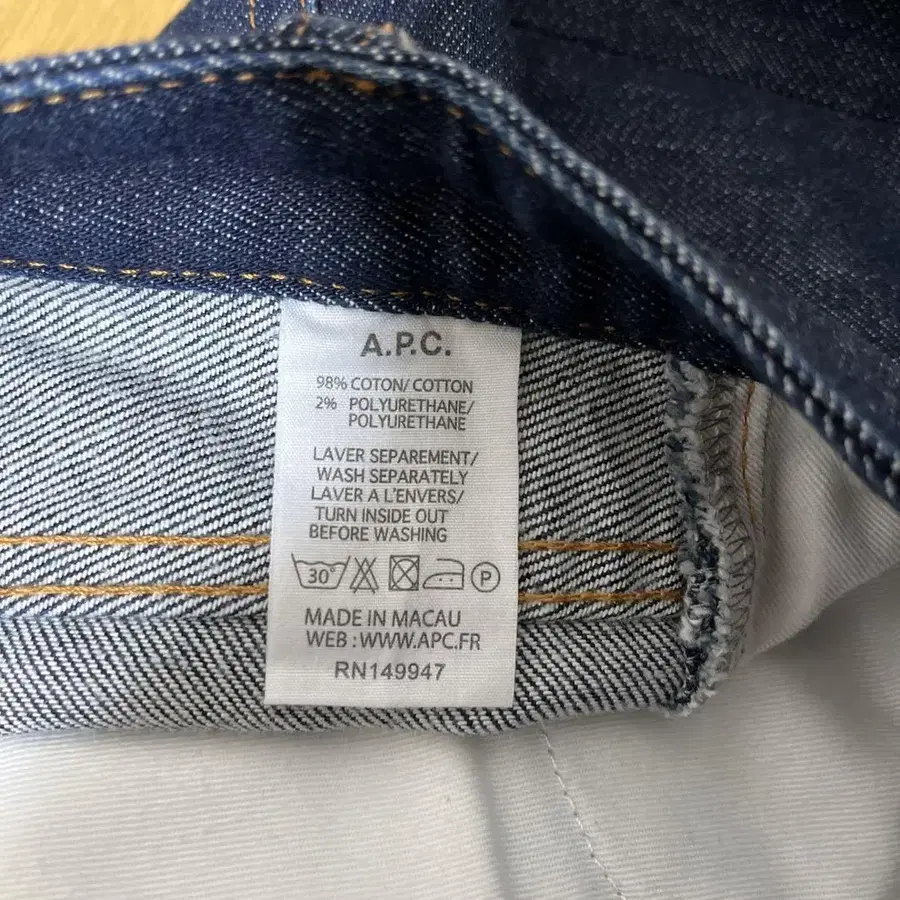 A.P.C.
98% COTON/ COTTON
2% POLYURETHANE/
POLYURETHANE
LAVER SEPAREMENT/
WASH SEPARATELY
LAVER A L'ENVERS/
TURN INSIDE OUT
BEFORE WASHING
30° P
MADE IN MACAU
WEB : WWW.APC.FR
RN149947